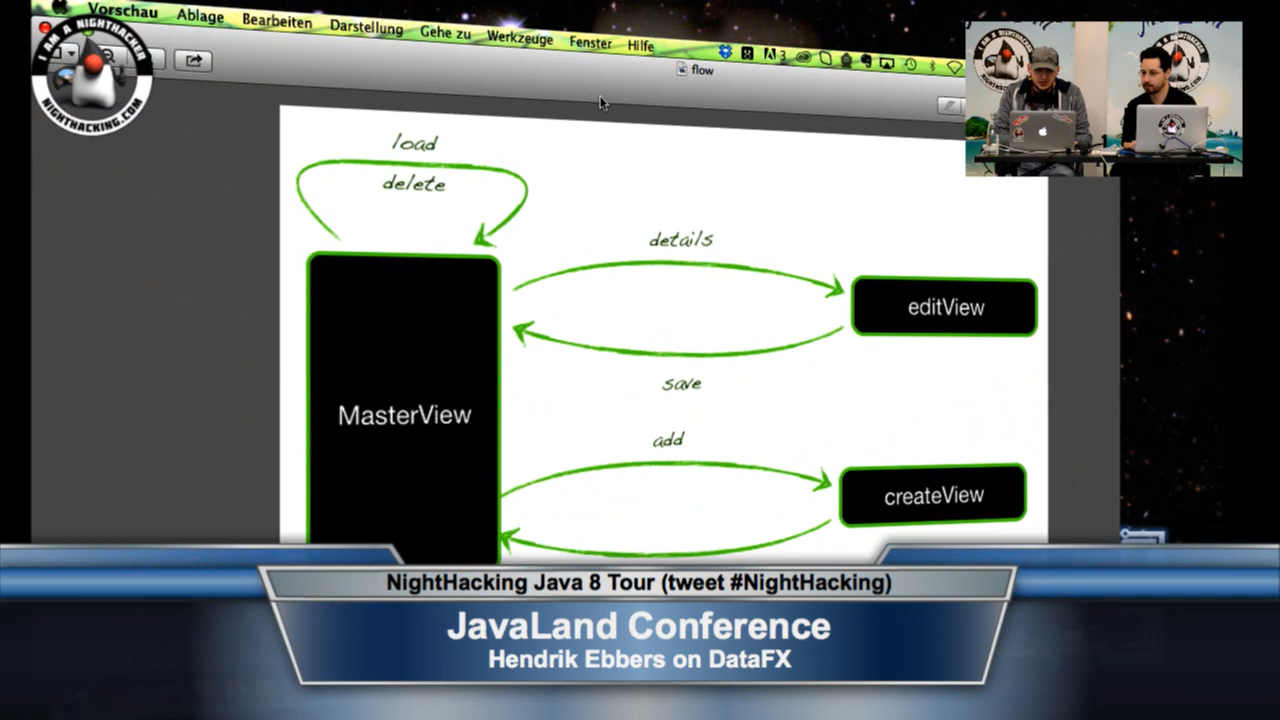 Vorschau Ablage Bearbeiten Darstellung Gehe zu Werkzeuge Fenster Hilfe
3
flow
I AM A NIGHTHACKER
NIGHTHACKING.COM
load
delete
details
editView
save
MasterView
add
createView
NightHacking Java 8 Tour (tweet #NightHacking)
JavaLand Conference
Hendrik Ebbers on DataFX